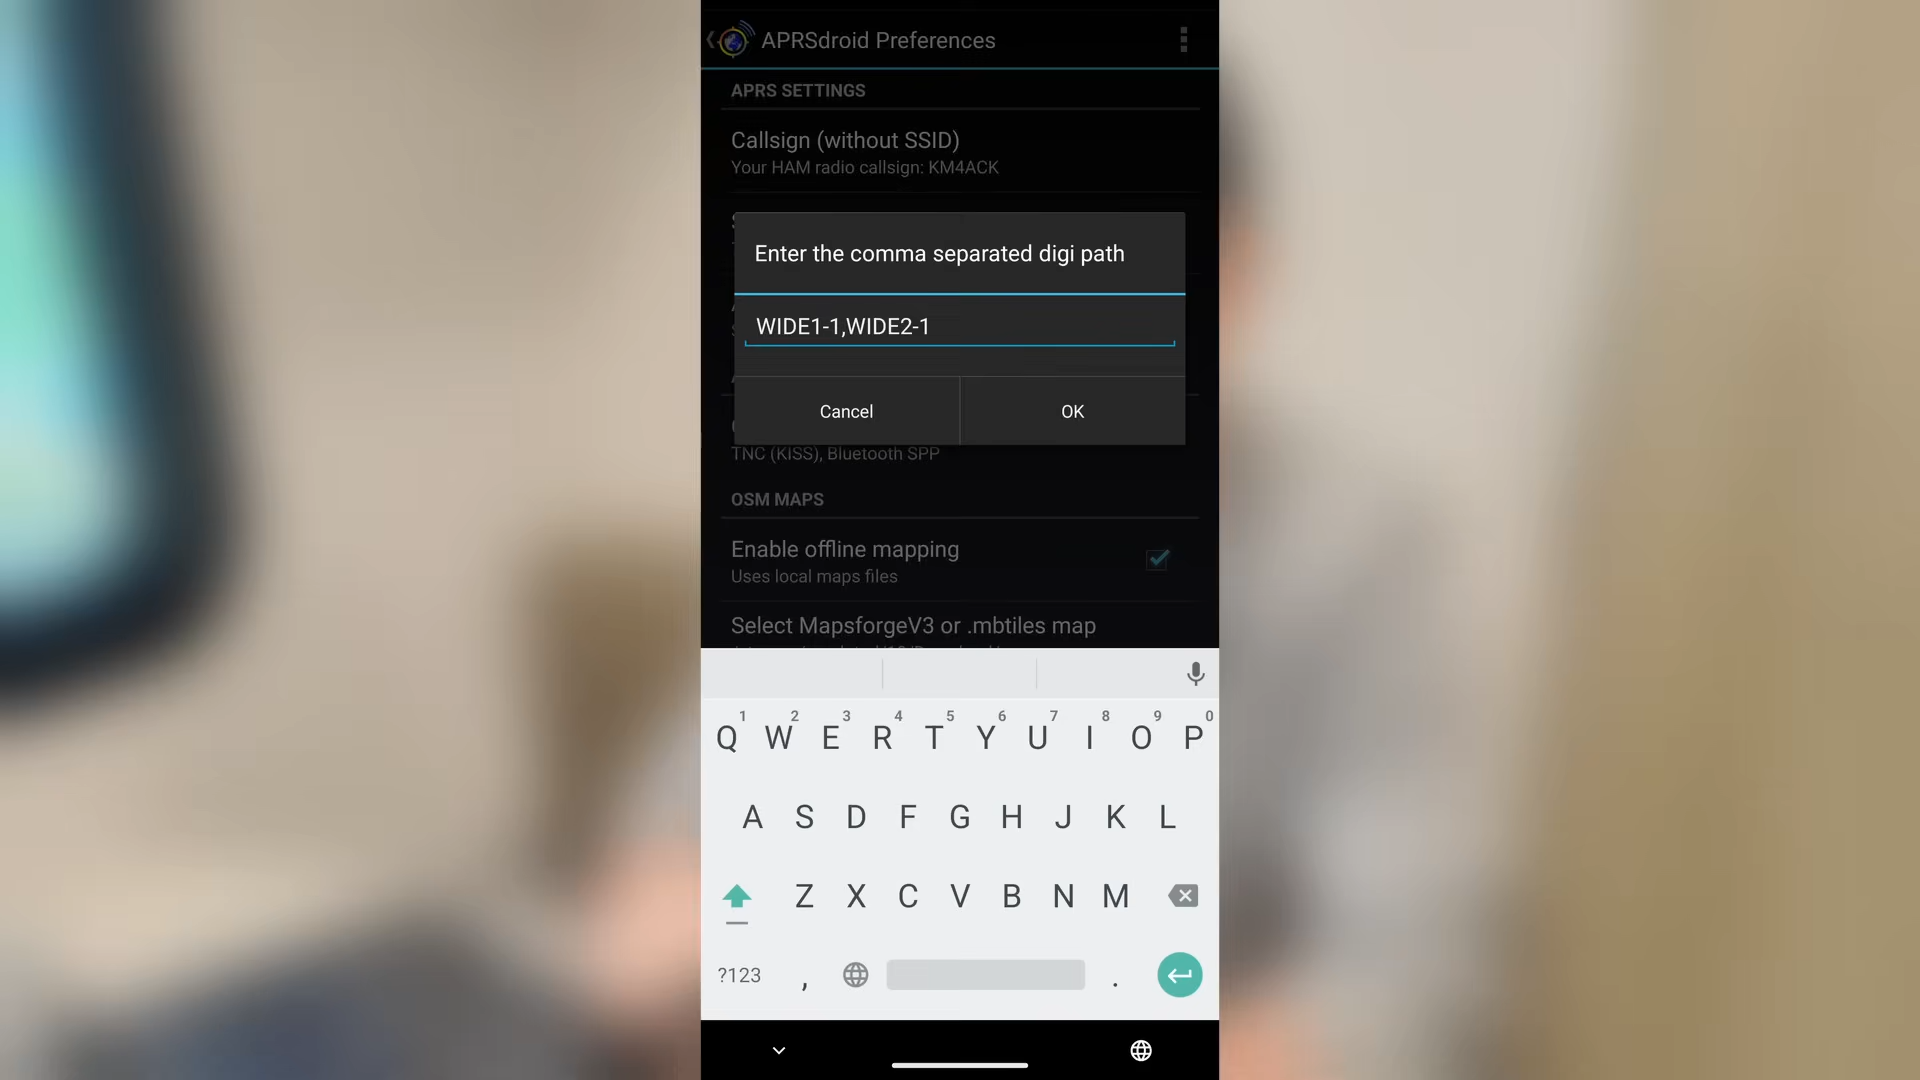 APRSdroid Preferences
APRS SETTINGS
Callsign (without SSID)
Your HAM radio callsign: KM4ACK
Enter the comma separated digi path
WIDE1-1,WIDE2-1
Cancel OK
TNC (KISS), Bluetooth SPP
OSM MAPS
Enable offline mapping
Uses local maps files
Select MapsforgeV3 or .mbtiles map
1 2 3 4 5 6 7 8 9 0
Q W E R T Y U I O P
A S D F G H J K L
Z X C V B N M
?123 , .